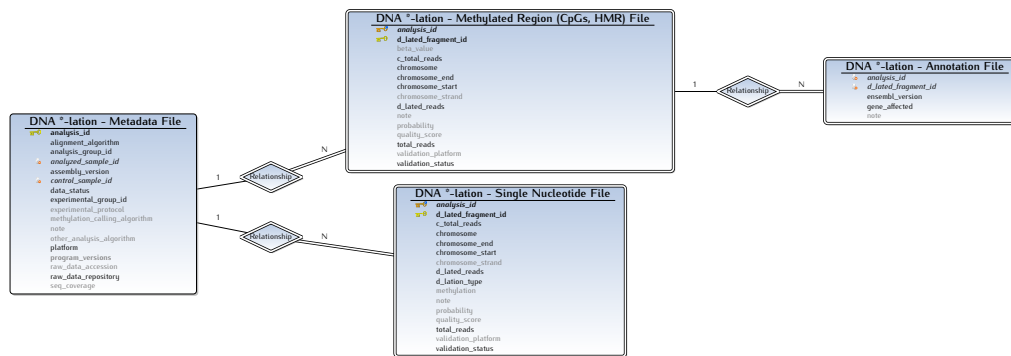 DNA *-lation - Methylated Region (CpGs, HMR) File
analysis_id
d_lated_fragment_id
beta_value
c_total_reads
chromosome
chromosome_end
chromosome_start
chromosome_strand
d_lated_reads
note
probability
quality_score
total_reads
validation_platform
validation_status
1
Relationship
N
DNA *-lation - Annotation File
analysis_id
d_lated_fragment_id
ensembl_version
gene_affected
note
DNA *-lation - Metadata File
analysis_id
alignment_algorithm
analysis_group_id
analyzed_sample_id
assembly_version
control_sample_id
data_status
experimental_group_id
experimental_protocol
methylation_calling_algorithm
note
other_analysis_algorithm
platform
program_versions
raw_data_accession
raw_data_repository
seq_coverage
1
Relationship
N
1
Relationship
N
DNA *-lation - Single Nucleotide File
analysis_id
d_lated_fragment_id
c_total_reads
chromosome
chromosome_end
chromosome_start
chromosome_strand
d_lated_reads
d_lation_type
methylation
note
probability
quality_score
total_reads
validation_platform
validation_status